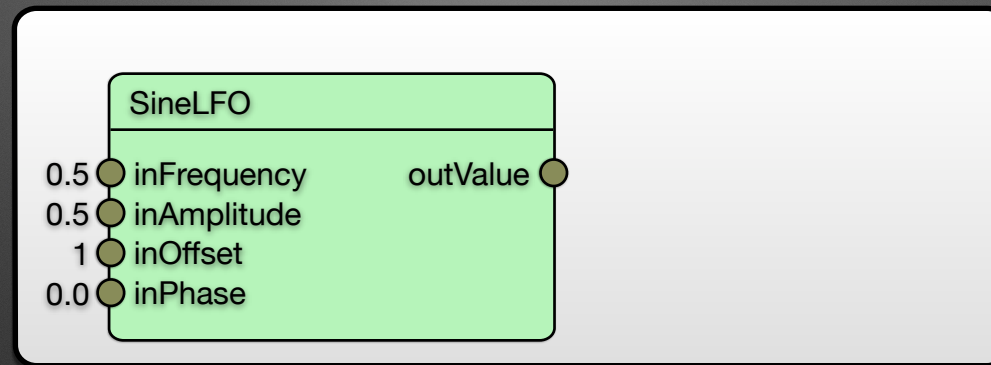 SineLFO
0.5 inFrequency outValue
0.5 inAmplitude
1 inOffset
0.0 inPhase